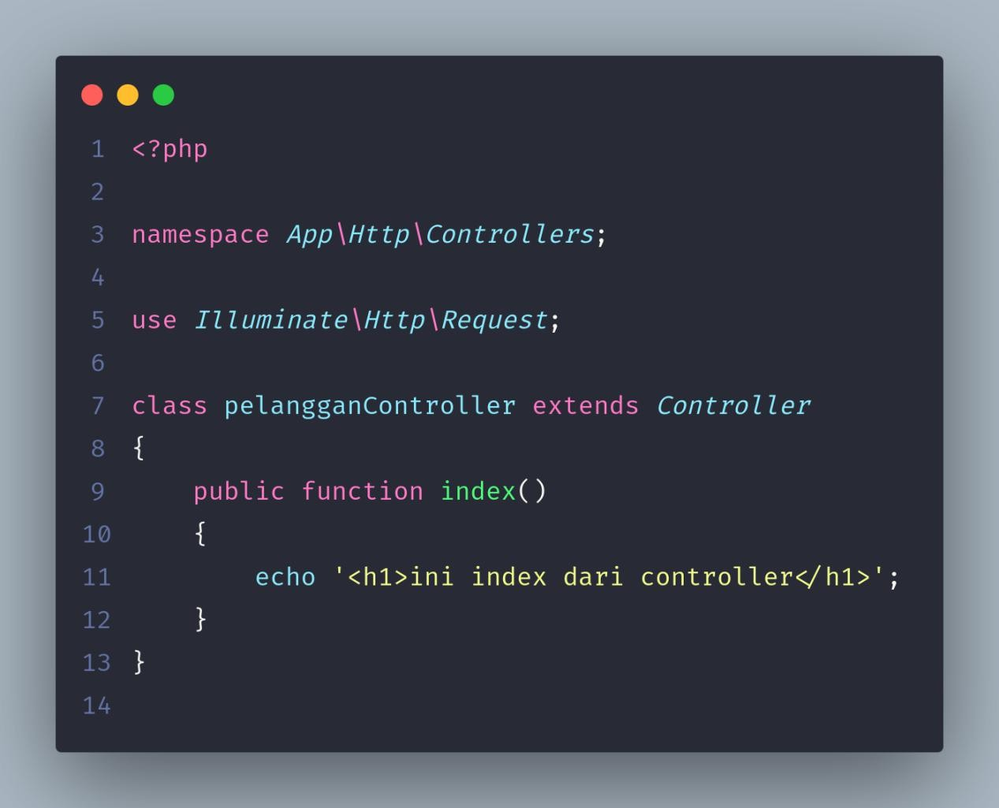 1 <?php
2
3 namespace App\Http\Controllers;
4
5 use Illuminate\Http\Request;
6
7 class pelangganController extends Controller
8 {
9     public function index()
10     {
11         echo '<h1>ini index dari controller</h1>';
12     }
13 }
14